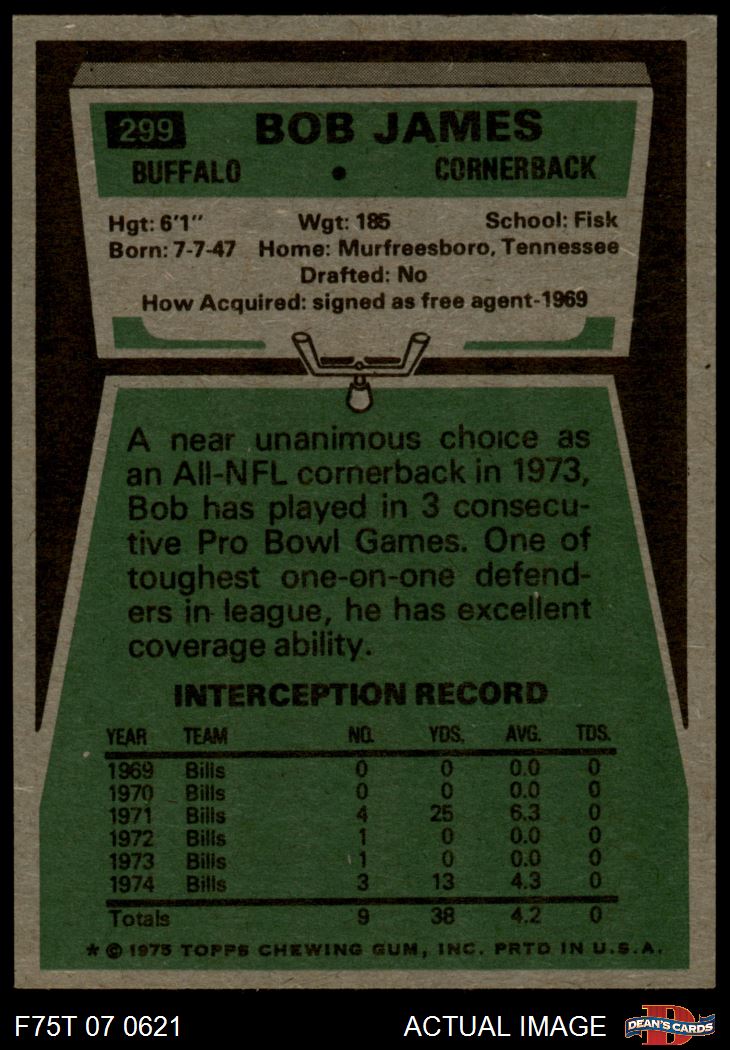 299 BOB JAMES
BUFFALO • CORNERBACK
Hgt: 6'1" Wgt: 185 School: Fisk
Born: 7-7-47 Home: Murfreesboro, Tennessee
Drafted: No
How Acquired: signed as free agent-1969
A near unanimous choice as
an All-NFL cornerback in 1973,
Bob has played in 3 consecu-
tive Pro Bowl Games. One of
toughest one-on-one defend-
ers in league, he has excellent
coverage ability.
INTERCEPTION RECORD
YEAR TEAM NO. YDS. AVG. TDS.
1969 Bills 0 0 0.0 0
1970 Bills 0 0 0.0 0
1971 Bills 4 25 6.3 0
1972 Bills 1 0 0.0 0
1973 Bills 1 0 0.0 0
1974 Bills 3 13 4.3 0
Totals 9 38 4.2 0
* © 1975 TOPPS CHEWING GUM, INC. PRTD IN U.S.A.
F75T 07 0621 ACTUAL IMAGE D DEAN'S CARDS